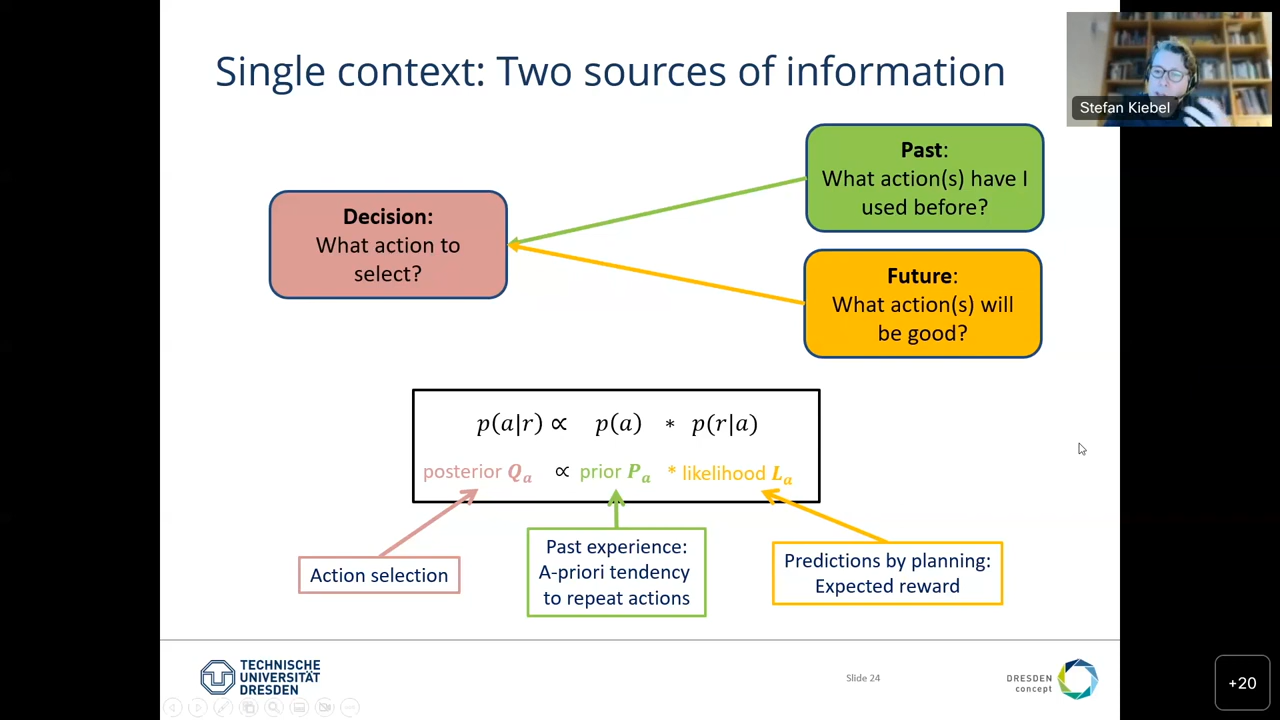 Single context: Two sources of information
Stefan Kiebel
Past:
What action(s) have I
used before?
Decision:
What action to
select?
Future:
What action(s) will
be good?
p(a|r) ∝ p(a) * p(r|a)
posterior Qₐ ∝ prior Pₐ * likelihood Lₐ
Action selection
Past experience:
A-priori tendency
to repeat actions
Predictions by planning:
Expected reward
TECHNISCHE
UNIVERSITÄT
DRESDEN
Slide 24
DRESDEN
concept
+20